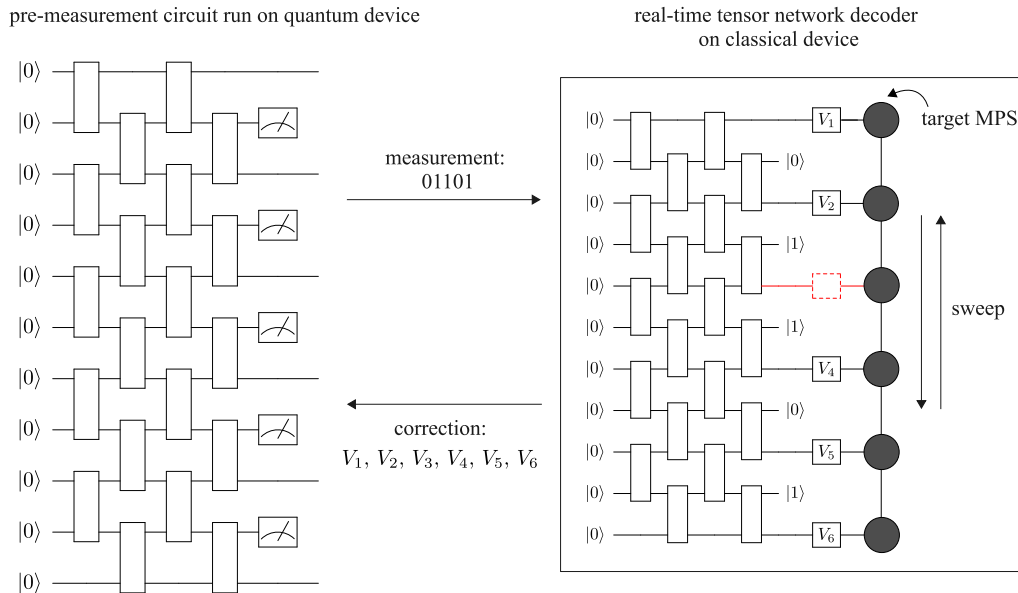 pre-measurement circuit run on quantum device
|0⟩
|0⟩
|0⟩
|0⟩
|0⟩
|0⟩
|0⟩
|0⟩
|0⟩
|0⟩
|0⟩
measurement:
01101
correction:
V₁, V₂, V₃, V₄, V₅, V₆
real-time tensor network decoder
on classical device
target MPS
|0⟩ V₁
|0⟩ |0⟩
|0⟩ V₂
|0⟩ |1⟩
|0⟩
sweep
|0⟩ |1⟩
|0⟩ V₄
|0⟩ |0⟩
|0⟩ V₅
|0⟩ |1⟩
|0⟩ V₆